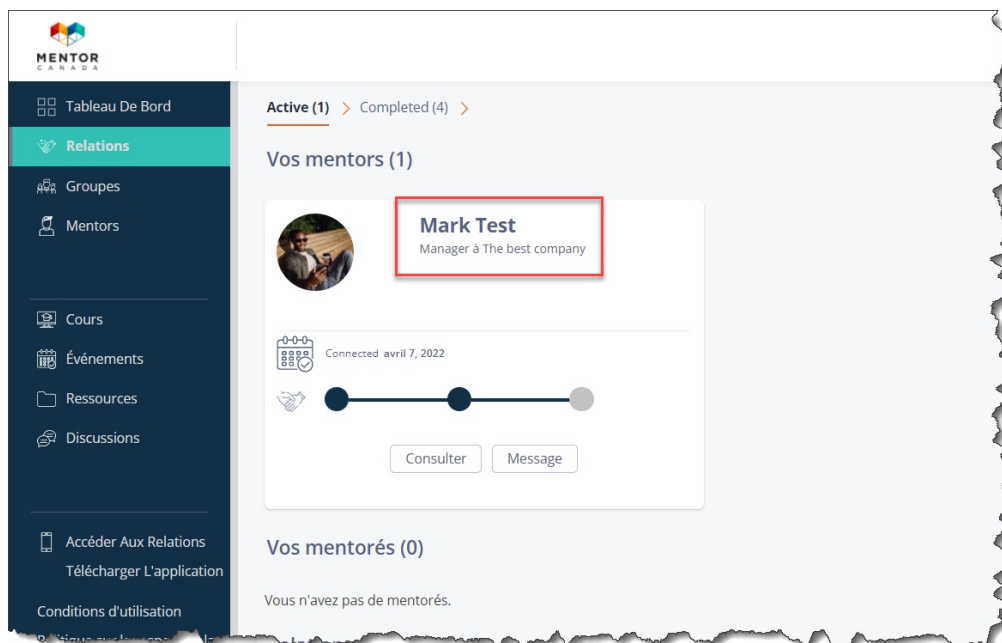 MENTOR
CANADA
Tableau De Bord
Relations
Groupes
Mentors
Cours
Événements
Ressources
Discussions
Accéder Aux Relations
Télécharger L'application
Conditions d'utilisation
Active (1) > Completed (4) >
Vos mentors (1)
Mark Test
Manager à The best company
Connected avril 7, 2022
Consulter Message
Vos mentorés (0)
Vous n'avez pas de mentorés.